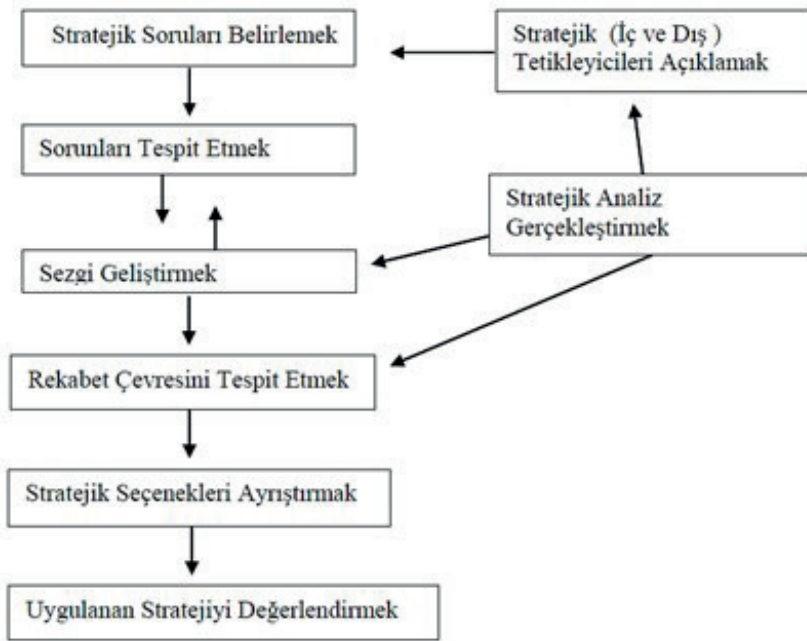 Stratejik Soruları Belirlemek
Stratejik (İç ve Dış )
Tetikleyicileri Açıklamak
Sorunları Tespit Etmek
Stratejik Analiz
Gerçekleştirmek
Sezgi Geliştirmek
Rekabet Çevresini Tespit Etmek
Stratejik Seçenekleri Ayrıştırmak
Uygulanan Stratejiyi Değerlendirmek